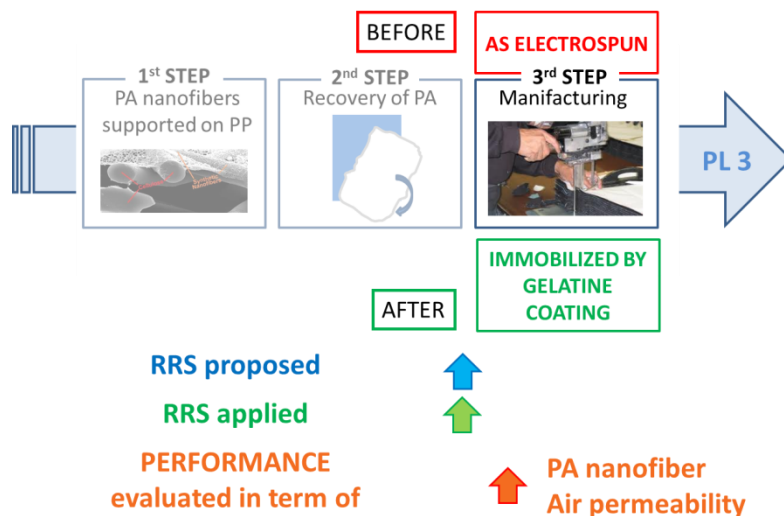 BEFORE
AS ELECTROSPUN
1st STEP
PA nanofibers
supported on PP
2nd STEP
Recovery of PA
3rd STEP
Manifacturing
PL 3
IMMOBILIZED BY
GELATINE
COATING
AFTER
RRS proposed
RRS applied
PERFORMANCE
evaluated in term of
PA nanofiber
Air permeability